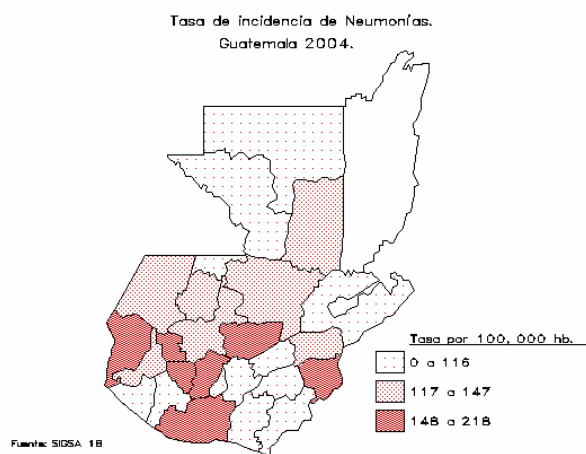 Tasa de incidencia de Neumonías.
Guatemala 2004.
Tasa por 100, 000 hb.
0 a 116
117 a 147
148 a 218
Fuente: SIGSA 18